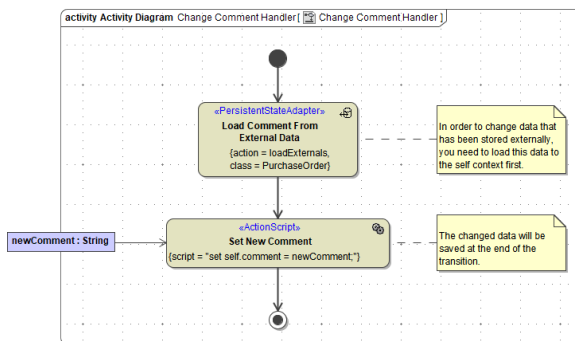 activity Activity Diagram Change Comment Handler[ Change Comment Handler ]
«PersistentStateAdapter»
Load Comment From
External Data
{action = loadExternals,
class = PurchaseOrder}
In order to change data that
has been stored externally,
you need to load this data to
the self context first.
newComment : String
«ActionScript»
Set New Comment
{script = "set self.comment = newComment;"}
The changed data will be
saved at the end of the
transition.